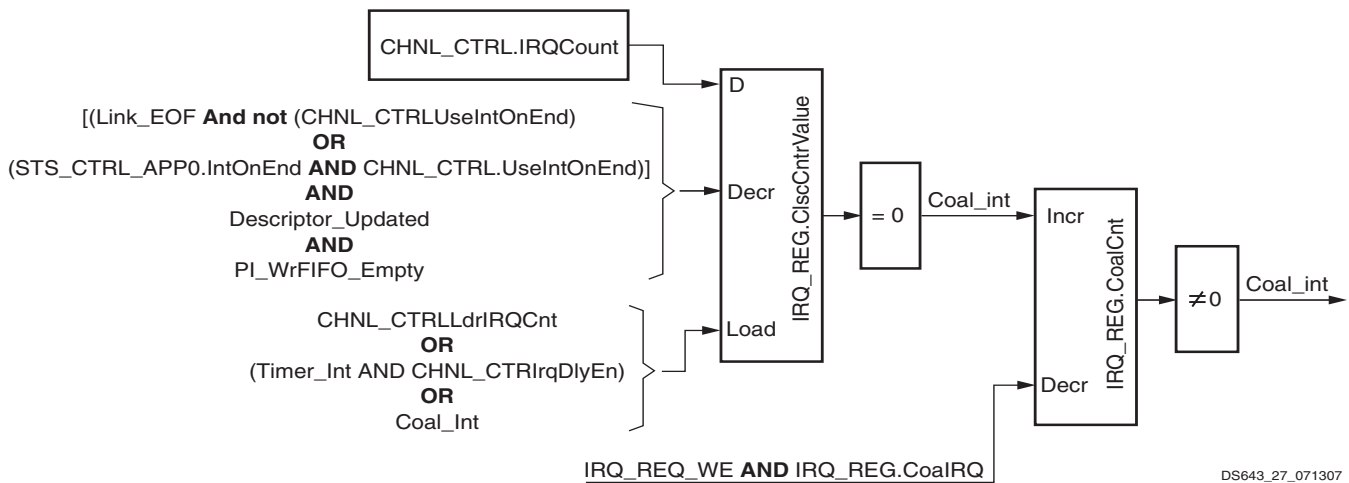 CHNL_CTRL.IRQCount
[(Link_EOF And not (CHNL_CTRLUseIntOnEnd)
OR
(STS_CTRL_APP0.IntOnEnd AND CHNL_CTRL.UseIntOnEnd)]
AND
Descriptor_Updated
AND
PI_WrFIFO_Empty
CHNL_CTRLLdrIRQCnt
OR
(Timer_Int AND CHNL_CTRIrqDlyEn)
OR
Coal_Int
D
Decr
Load
IRQ_REG.ClscCntrValue
= 0
Coal_int
Incr
Decr
IRQ_REG.CoalCnt
≠0
Coal_int
IRQ_REQ_WE AND IRQ_REG.CoalRQ
DS643_27_071307